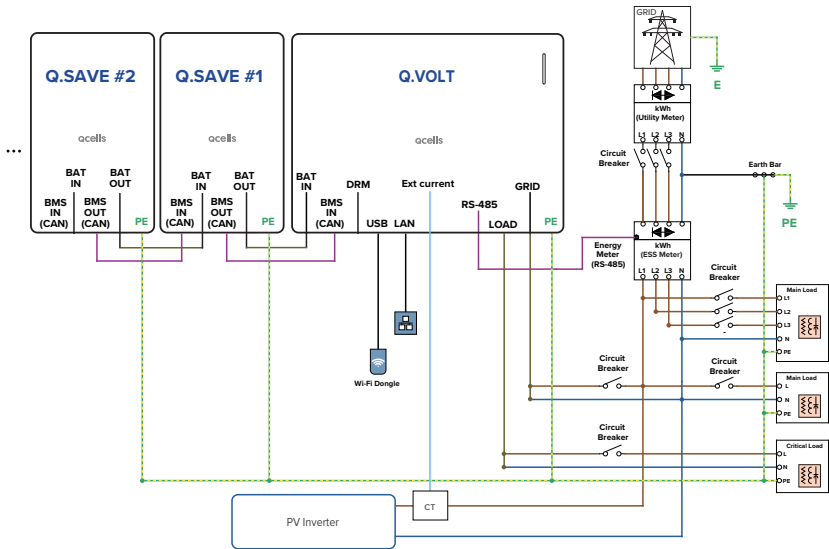 GRID
E
kWh
(Utility Meter)
L1 L2 L3 N
Circuit
Breaker
Earth Bar
PE
Q.SAVE #2
Q.SAVE #1
Q.VOLT
qcells
qcells
qcells
...
BAT
IN
BAT
OUT
BMS
IN
(CAN)
BMS
OUT
(CAN)
PE
BAT
IN
BAT
OUT
BMS
IN
(CAN)
BMS
OUT
(CAN)
PE
BAT
IN
BMS
IN
(CAN)
DRM
USB
LAN
Ext current
RS-485
LOAD
GRID
PE
Energy
Meter
(RS-485)
kWh
(ESS Meter)
L1 L2 L3 N
Circuit
Breaker
Main Load
L1
L2
L3
N
PE
Wi-Fi Dongle
Circuit
Breaker
Circuit
Breaker
Main Load
L
N
PE
Circuit
Breaker
Critical Load
L
N
PE
PV Inverter
CT